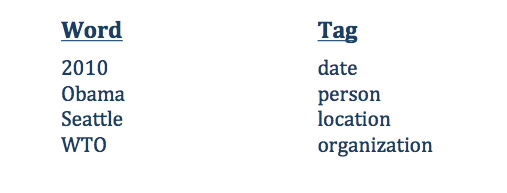 Word Tag
2010 date
Obama person
Seattle location
WTO organization